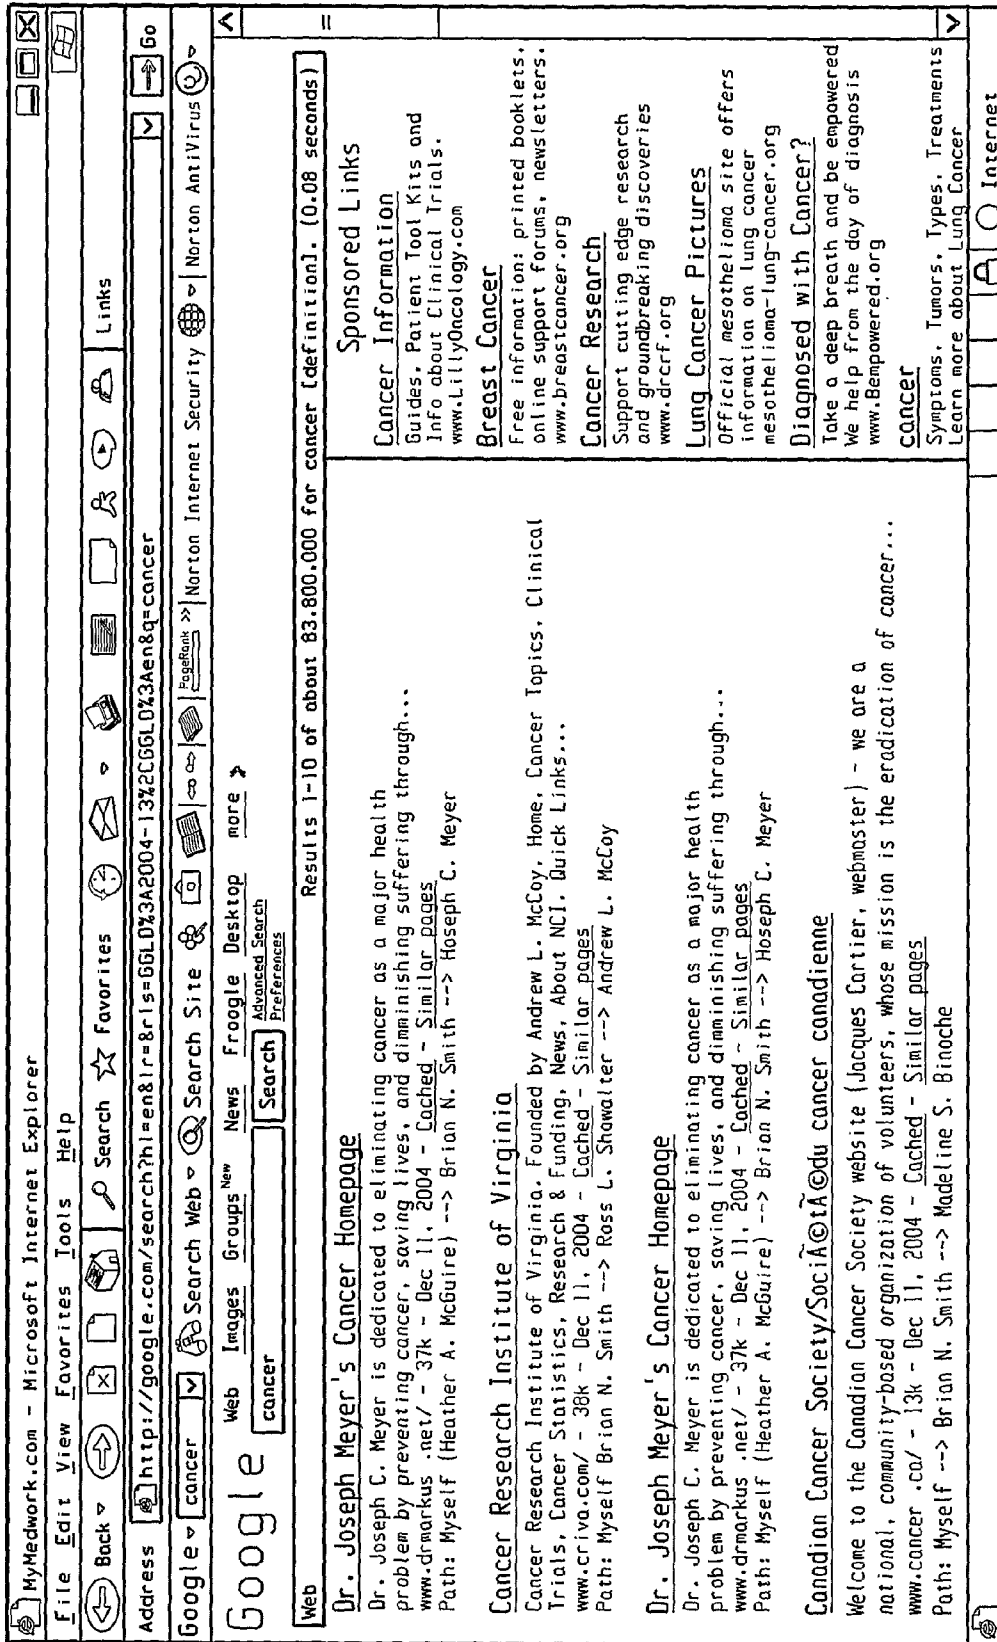 MyMedwork.com - Microsoft Internet Explorer
File Edit View Favorites Tools Help
Back Search Favorites Links
Address http://google.com/search?hl=en&lr=&rls=GGLD%3A2004-13%2CGGLD%3Aen&q=cancer Go
Google cancer Search Web Search Site PageRank >> Norton Internet Security Norton AntiVirus
Google
Web Images Groups New News Froogle Desktop more >
cancer Search Advanced Search
Preferences
Web Results 1-10 of about 83.800.000 for cancer [definition]. (0.08 seconds)
Dr. Joseph Meyer's Cancer Homepage
Dr. Joseph C. Meyer is dedicated to eliminating cancer as a major health
problem by preventing cancer, saving lives, and dimminishing suffering through...
www.drmarkus .net/ - 37k - Dec 11, 2004 - Cached - Similar pages
Path: Myself (Heather A. McGuire) --> Brian N. Smith --> Hoseph C. Meyer
Cancer Research Institute of Virginia
Cancer Research Institute of Virginia. Founded by Andrew L. McCoy, Home, Cancer Topics, Clinical
Trials, Cancer Statistics, Research & Funding, News, About NCI. Quick Links...
www.criva.com/ - 38k - Dec 11, 2004 - Cached - Similar pages
Path: Myself Brian N. Smith --> Ross L. Shawalter --> Andrew L. McCoy
Dr. Joseph Meyer's Cancer Homepage
Dr. Joseph C. Meyer is dedicated to eliminating cancer as a major health
problem by preventing cancer, saving lives, and dimminishing suffering through...
www.drmarkus .net/ - 37k - Dec 11, 2004 - Cached - Similar pages
Path: Myself (Heather A. McGuire) --> Brian N. Smith --> Hoseph C. Meyer
Canadian Cancer Society/SociÃ©tÃ©du cancer canadienne
Welcome to the Canadian Cancer Society website (Jacques Cartier, webmaster) - we are a
national, community-based organization of volunteers, whose mission is the eradication of cancer...
www.cancer .ca/ - 13k - Dec 11, 2004 - Cached - Similar pages
Path: Myself --> Brian N. Smith --> Madeline S. Binoche
Sponsored Links
Cancer Information
Guides, Patient Tool Kits and
Info about Clinical Trials.
www.LillyOncology.com
Breast Cancer
Free information: printed booklets,
online support forums, newsletters.
www.breastcancer.org
Cancer Research
Support cutting edge research
and groundbreaking discoveries
www.drcrf.org
Lung Cancer Pictures
Official mesothelioma site offers
information on lung cancer
mesothelioma-lung-cancer.org
Diagnosed with Cancer?
Take a deep breath and be empowered
We help from the day of diagnosis
www.Bempowered.org
cancer
Symptoms, Tumors, Types, Treatments
Learn more about Lung Cancer
Internet